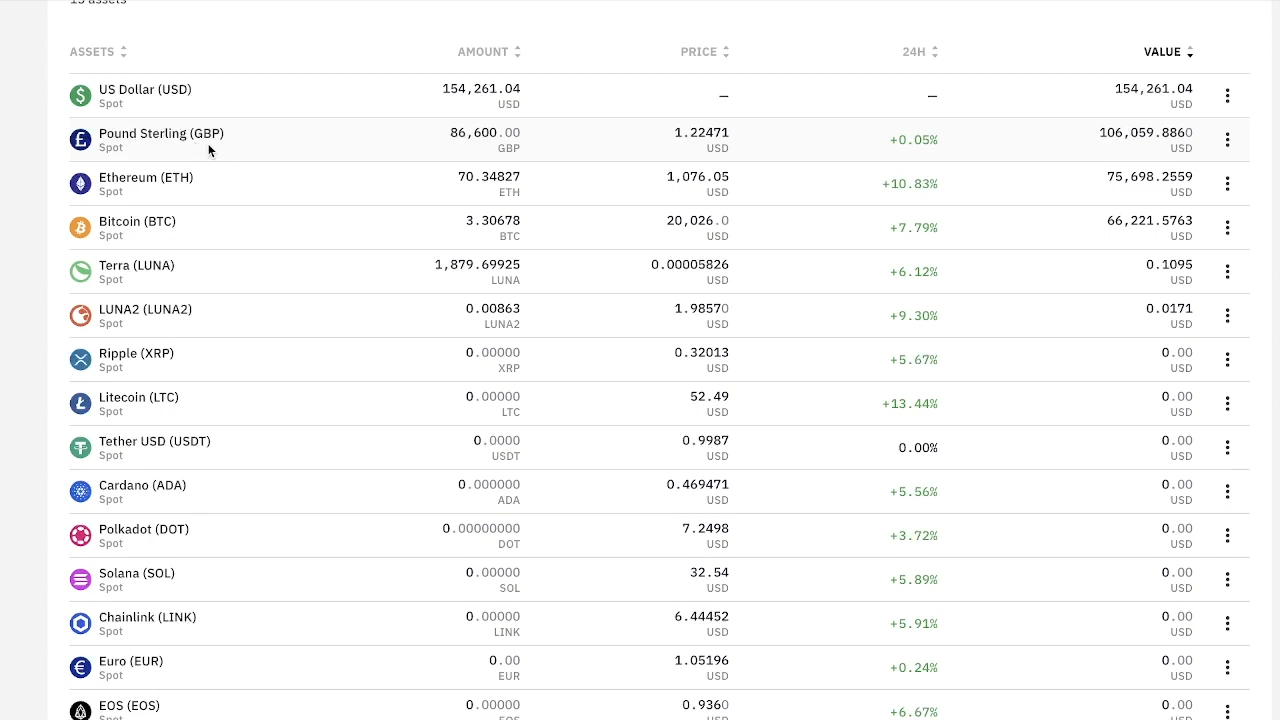 15 assets
ASSETS AMOUNT PRICE 24H VALUE
US Dollar (USD) 154,261.04 — — 154,261.04
Spot USD USD
Pound Sterling (GBP) 86,600.00 1.22471 +0.05% 106,059.8860
Spot GBP USD USD
Ethereum (ETH) 70.34827 1,076.05 +10.83% 75,698.2559
Spot ETH USD USD
Bitcoin (BTC) 3.30678 20,026.0 +7.79% 66,221.5763
Spot BTC USD USD
Terra (LUNA) 1,879.69925 0.00005826 +6.12% 0.1095
Spot LUNA USD USD
LUNA2 (LUNA2) 0.00863 1.98570 +9.30% 0.0171
Spot LUNA2 USD USD
Ripple (XRP) 0.00000 0.32013 +5.67% 0.00
Spot XRP USD USD
Litecoin (LTC) 0.00000 52.49 +13.44% 0.00
Spot LTC USD USD
Tether USD (USDT) 0.0000 0.9987 0.00% 0.00
Spot USDT USD USD
Cardano (ADA) 0.000000 0.469471 +5.56% 0.00
Spot ADA USD USD
Polkadot (DOT) 0.00000000 7.2498 +3.72% 0.00
Spot DOT USD USD
Solana (SOL) 0.00000 32.54 +5.89% 0.00
Spot SOL USD USD
Chainlink (LINK) 0.00000 6.44452 +5.91% 0.00
Spot LINK USD USD
Euro (EUR) 0.00 1.05196 +0.24% 0.00
Spot EUR USD USD
EOS (EOS) 0.00000 0.9360 +6.67% 0.00
Spot EOS USD USD